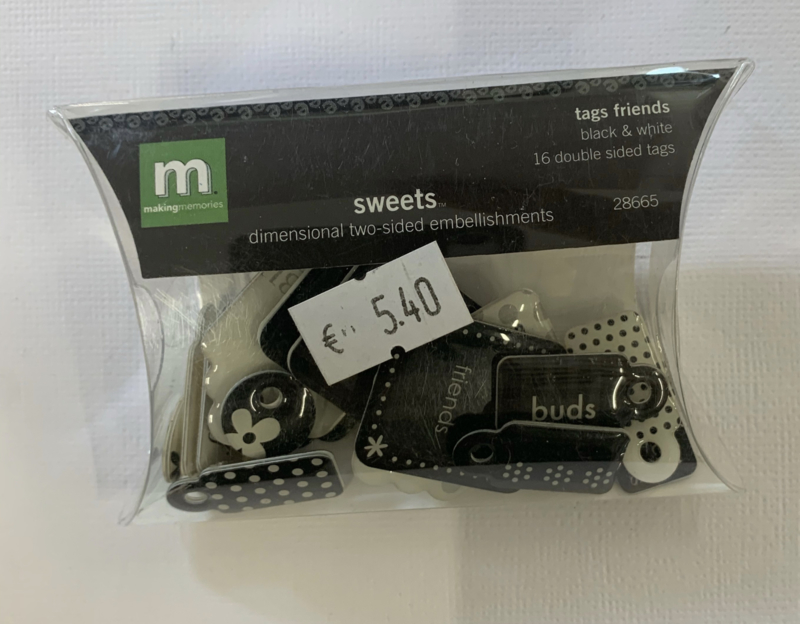 tags friends
black & white
16 double sided tags
m
makingmemories
sweets™
28665
dimensional two-sided embellishments
€ 5.40
friends
buds